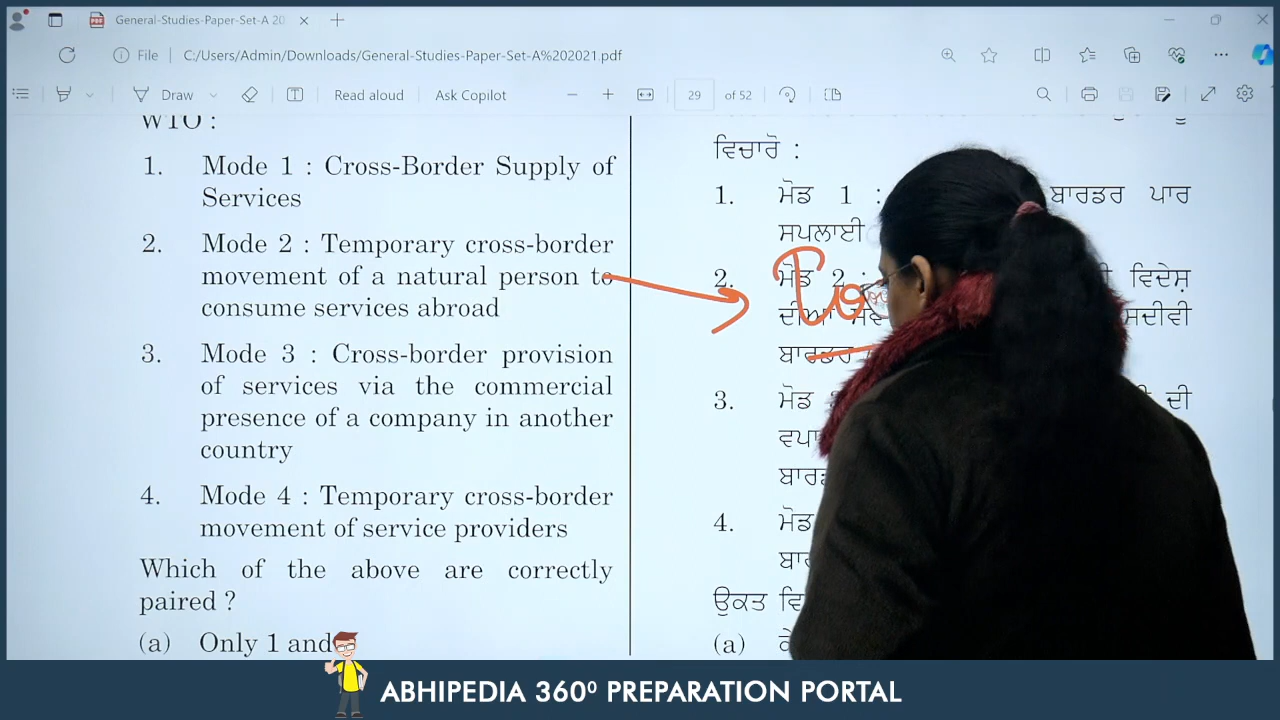 General-Studies-Paper-Set-A 20
File
C:/Users/Admin/Downloads/General-Studies-Paper-Set-A%202021.pdf
Draw
Read aloud
Ask Copilot
29
of 52
WTO :
1. Mode 1 : Cross-Border Supply of
Services
2. Mode 2 : Temporary cross-border
movement of a natural person to
consume services abroad
3. Mode 3 : Cross-border provision
of services via the commercial
presence of a company in another
country
4. Mode 4 : Temporary cross-border
movement of service providers
Which of the above are correctly
paired ?
(a) Only 1 and
ਵਿਚਾਰੋ :
1. ਮੋਡ 1 : ਬਾਰਡਰ ਪਾਰ
ਸਪਲਾਈ
2. ਮੋਡ 2 : ਵਿਦੇਸ਼
ਦੀਆਂ ਸਦੀਵੀ
ਬਾਰਡਰ
3. ਮੋਡ ਦੀ
4. ਮੋਡ
ਉਕਤ
(a)
ABHIPEDIA 360⁰ PREPARATION PORTAL